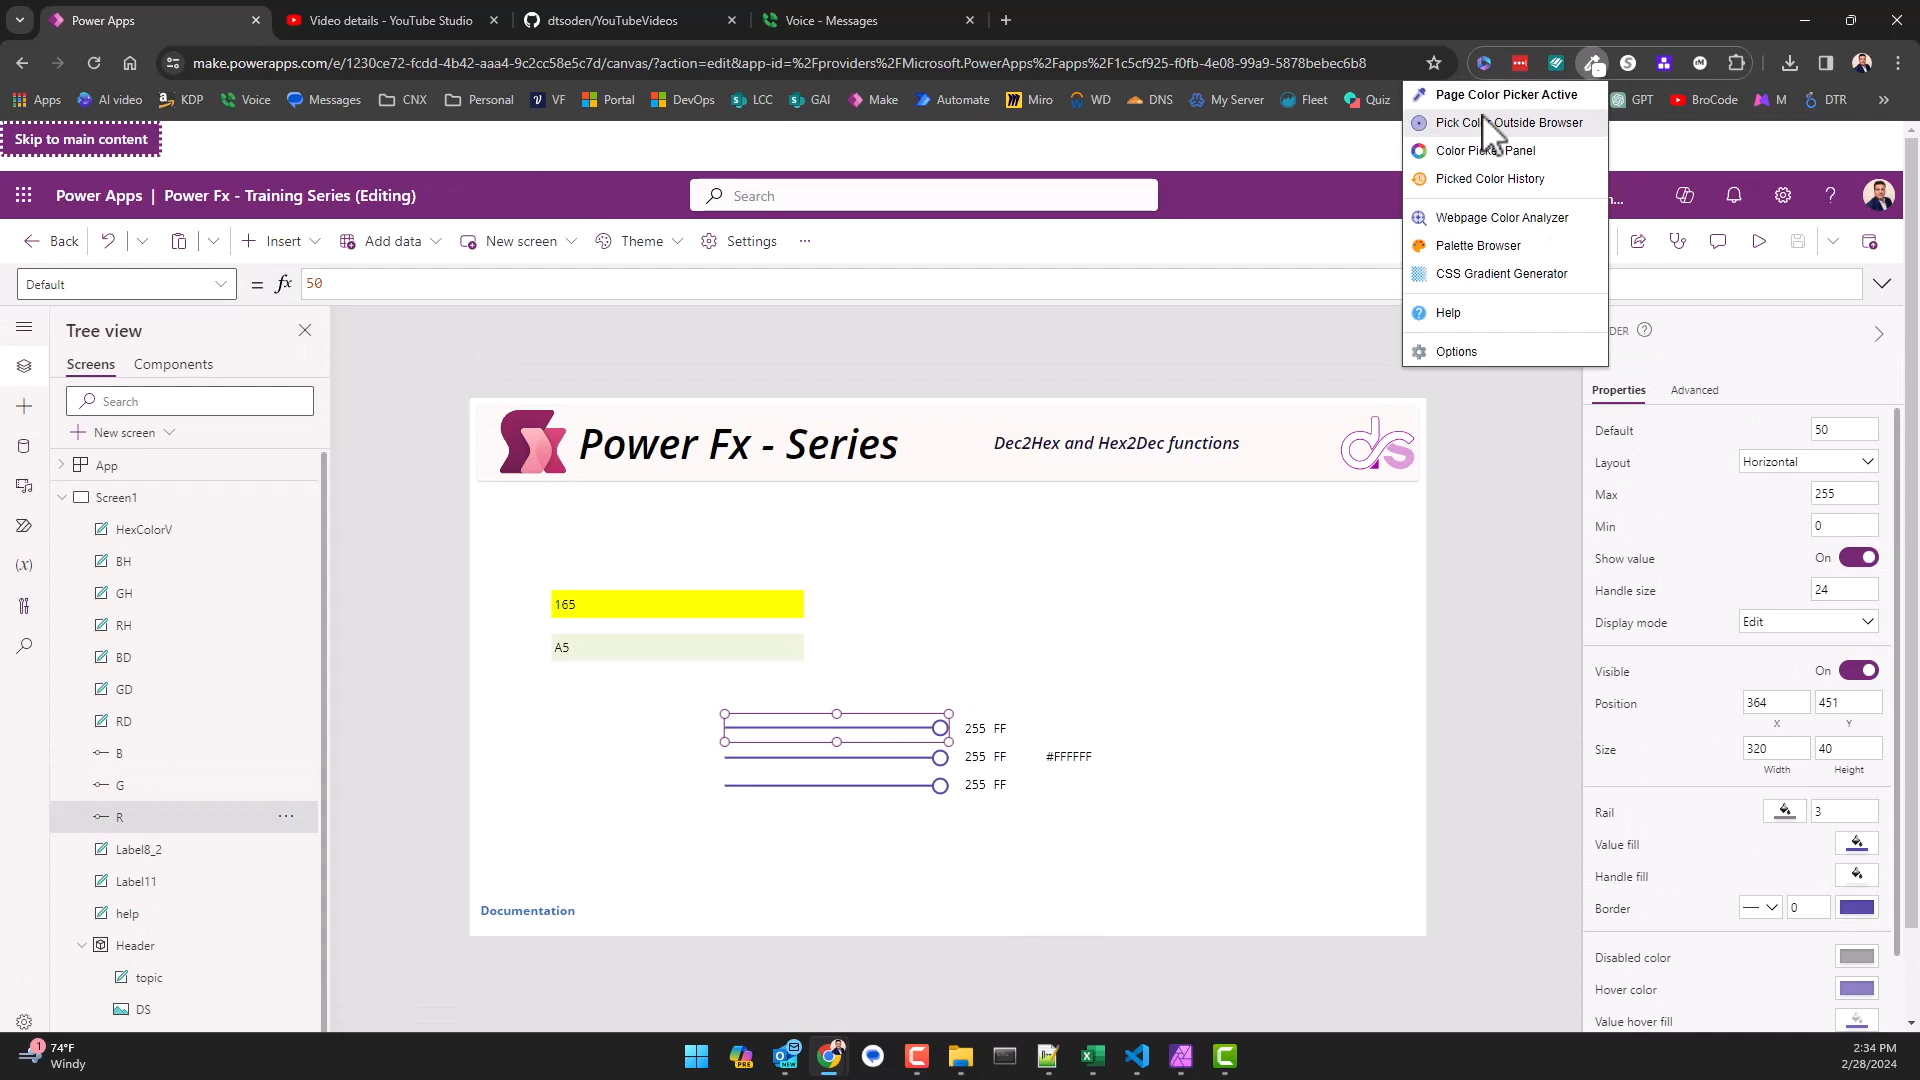 Power Apps
Video details - YouTube Studio
dtsoden/YouTubeVideos
Voice - Messages
make.powerapps.com/e/1230ce72-fcdd-4b42-aaa4-9c2cc58e5c7d/canvas/?action=edit&app-id=%2Fproviders%2FMicrosoft.PowerApps%2Fapps%2F1c5cf925-f0fb-4e08-99a9-5878bebec6b8
Apps
AI video
KDP
Voice
Messages
CNX
Personal
VF
Portal
DevOps
LCC
GAI
Make
Automate
Miro
WD
DNS
My Server
Fleet
Quiz
GPT
BroCode
M
DTR
Page Color Picker Active
Pick Color Outside Browser
Color Picker Panel
Picked Color History
Webpage Color Analyzer
Palette Browser
CSS Gradient Generator
Help
Options
Skip to main content
Power Apps | Power Fx - Training Series (Editing)
Search
Back
Insert
Add data
New screen
Theme
Settings
Default
= fx 50
Tree view
Screens
Components
Search
New screen
App
Screen1
HexColorV
BH
GH
RH
BD
GD
RD
B
G
R
Label8_2
Label11
help
Header
topic
DS
Power Fx - Series
Dec2Hex and Hex2Dec functions
ds
165
A5
255 FF
255 FF #FFFFFF
255 FF
Documentation
DER
Properties
Advanced
Default 50
Layout Horizontal
Max 255
Min 0
Show value On
Handle size 24
Display mode Edit
Visible On
Position 364 451
X Y
Size 320 40
Width Height
Rail 3
Value fill
Handle fill
Border 0
Disabled color
Hover color
Value hover fill
1
74°F
Windy
PRE
NEW
2:34 PM
2/28/2024